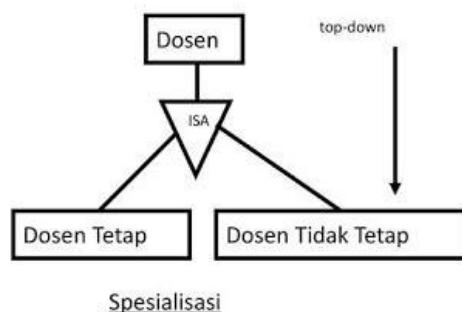 Dosen
top-down
ISA
Dosen Tetap
Dosen Tidak Tetap
Spesialisasi